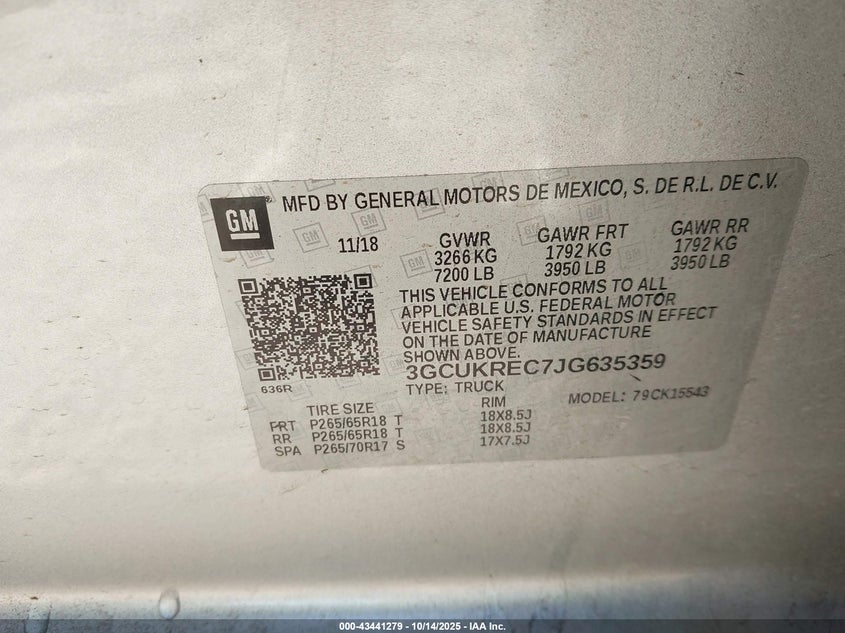 GM
MFD BY GENERAL MOTORS DE MEXICO, S. DE R.L. DE C.V.
11/18
GVWR GAWR FRT GAWR RR
3266 KG 1792 KG 1792 KG
7200 LB 3950 LB 3950 LB
THIS VEHICLE CONFORMS TO ALL
APPLICABLE U.S. FEDERAL MOTOR
VEHICLE SAFETY STANDARDS IN EFFECT
ON THE DATE OF MANUFACTURE
SHOWN ABOVE.
3GCUKREC7JG635359
636R
TYPE: TRUCK MODEL: 79CK15543
TIRE SIZE RIM
FRT P265/65R18 T 18X8.5J
RR P265/65R18 T 18X8.5J
SPA P265/70R17 S 17X7.5J
000-43441279 - 10/14/2025 - IAA Inc.